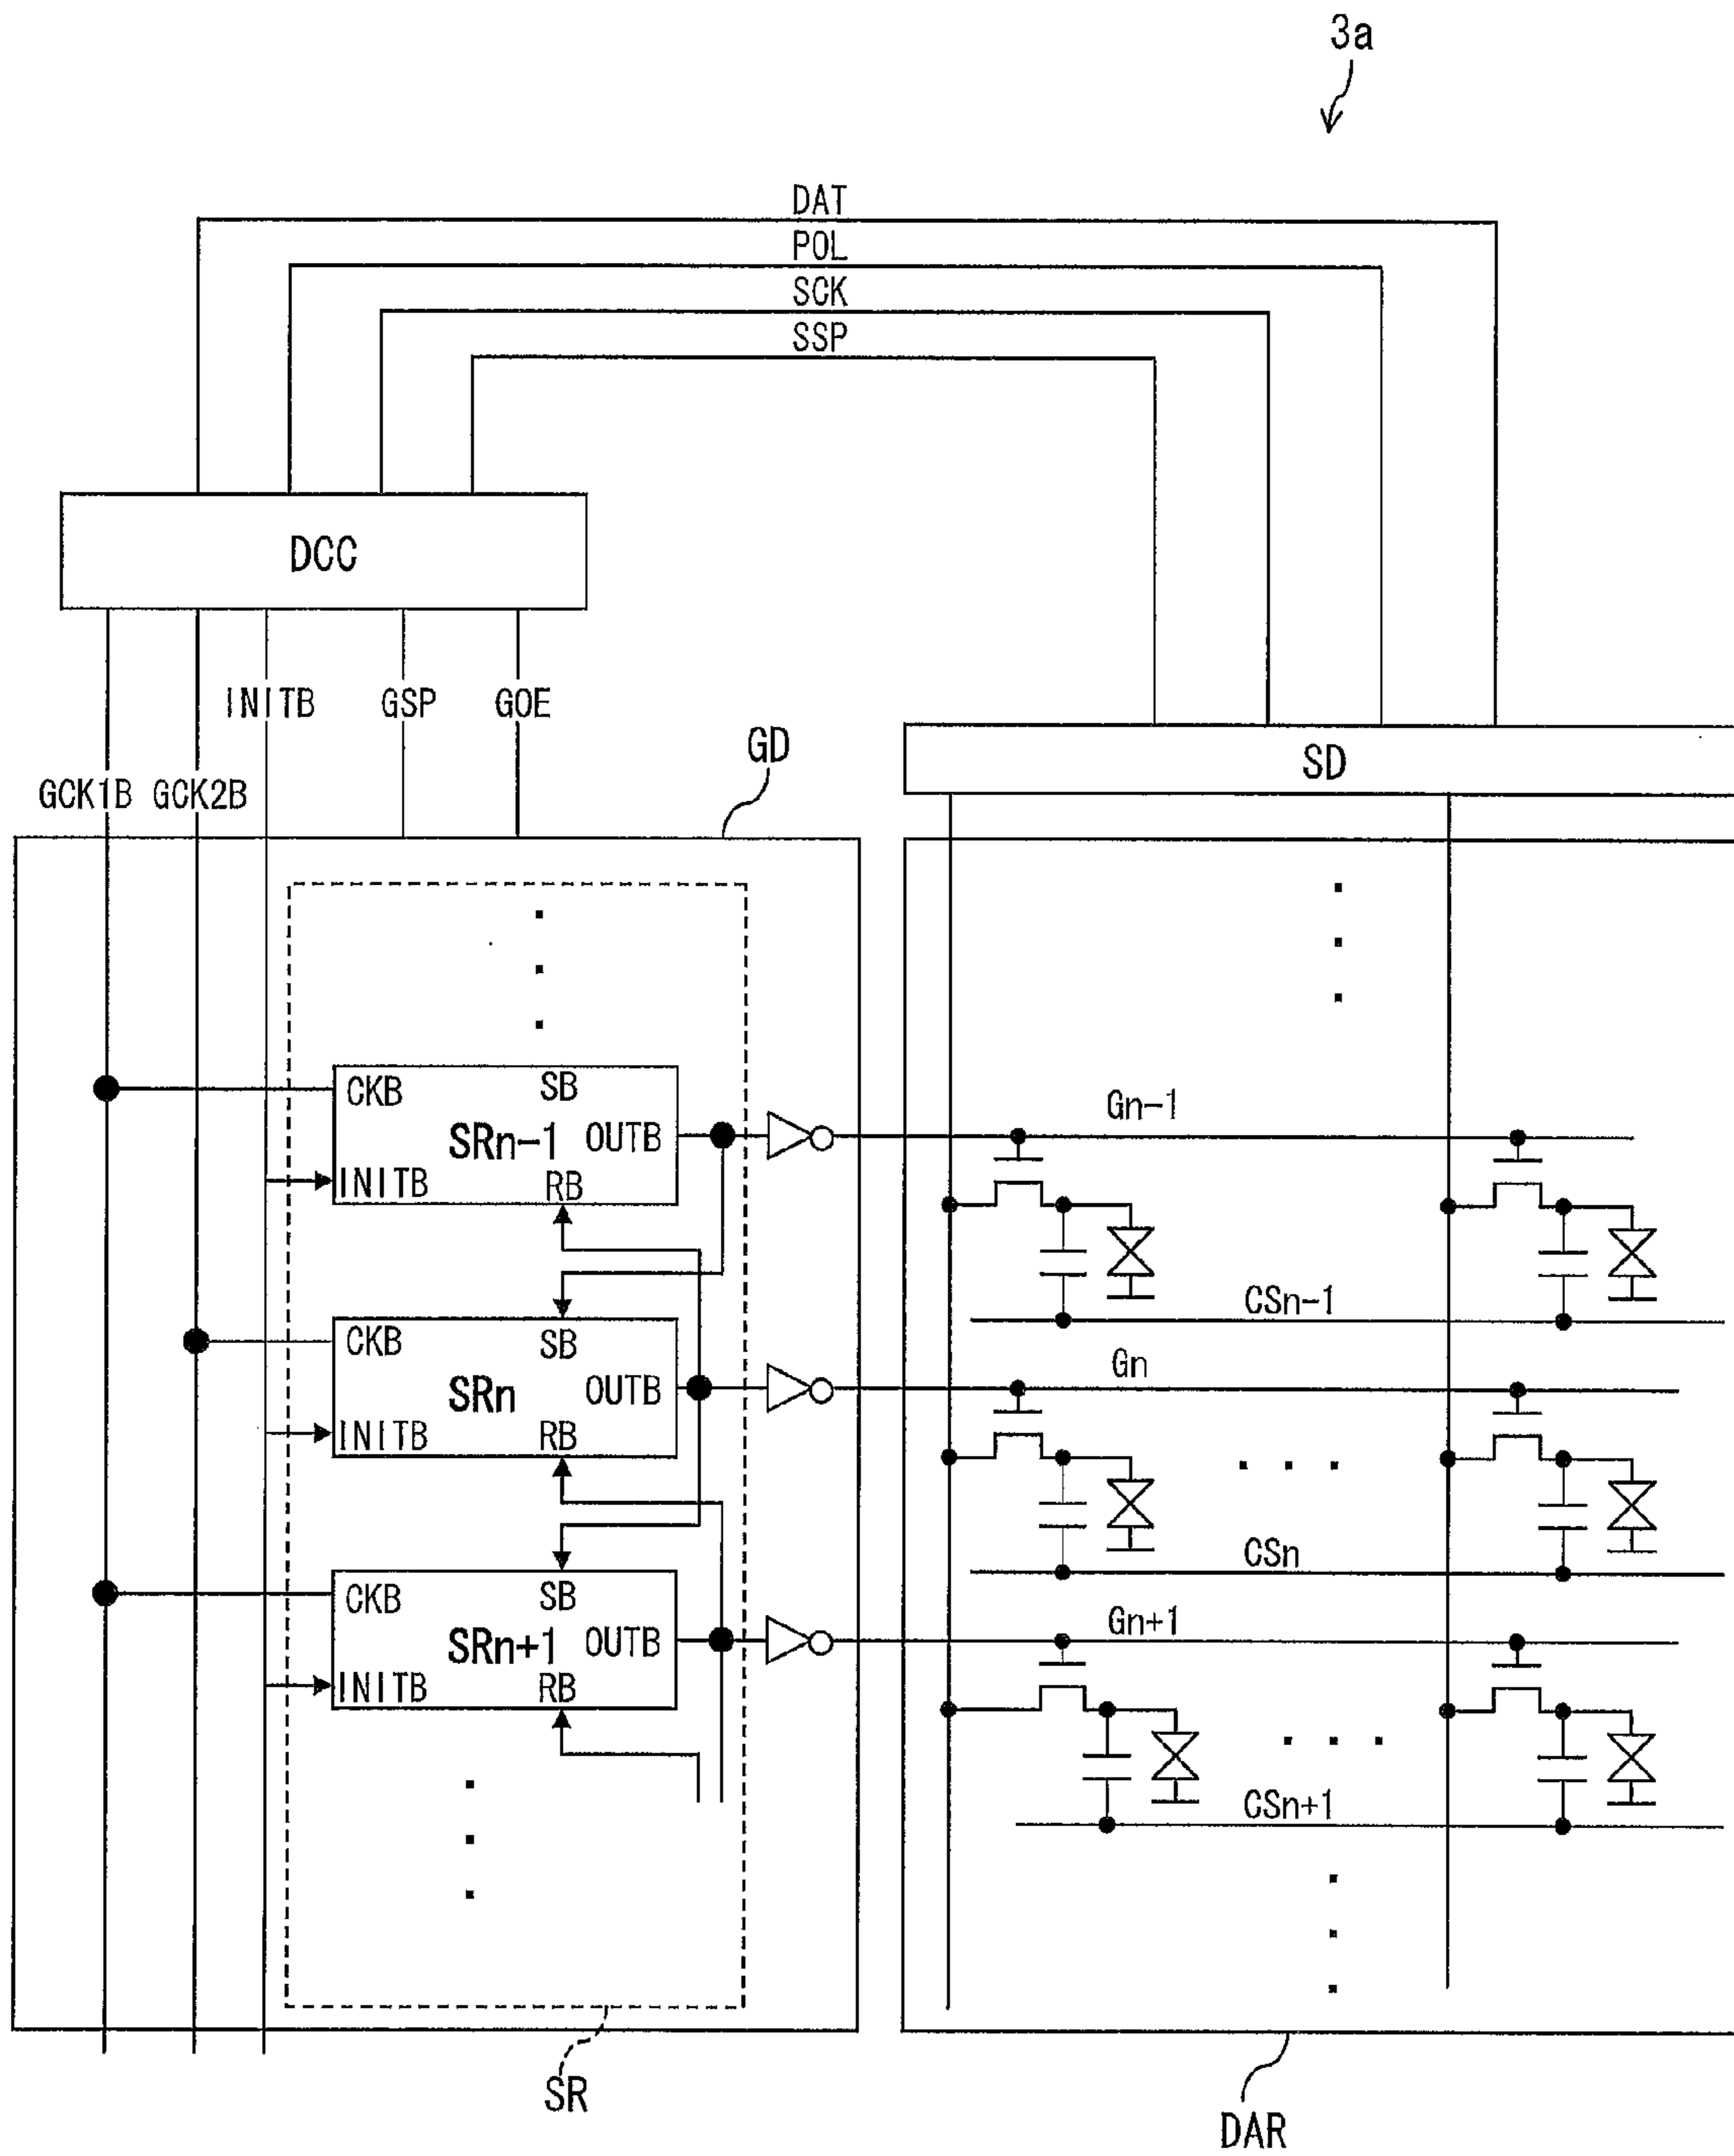 3a
DAT
POL
SCK
SSP
DCC
INITB
GSP
GOE
GD
SD
GCK1B
GCK2B
CKB
SB
SRn-1
OUTB
INITB
RB
Gn-1
CSn-1
CKB
SB
SRn
OUTB
INITB
RB
Gn
CSn
CKB
SB
SRn+1
OUTB
INITB
RB
Gn+1
CSn+1
SR
DAR